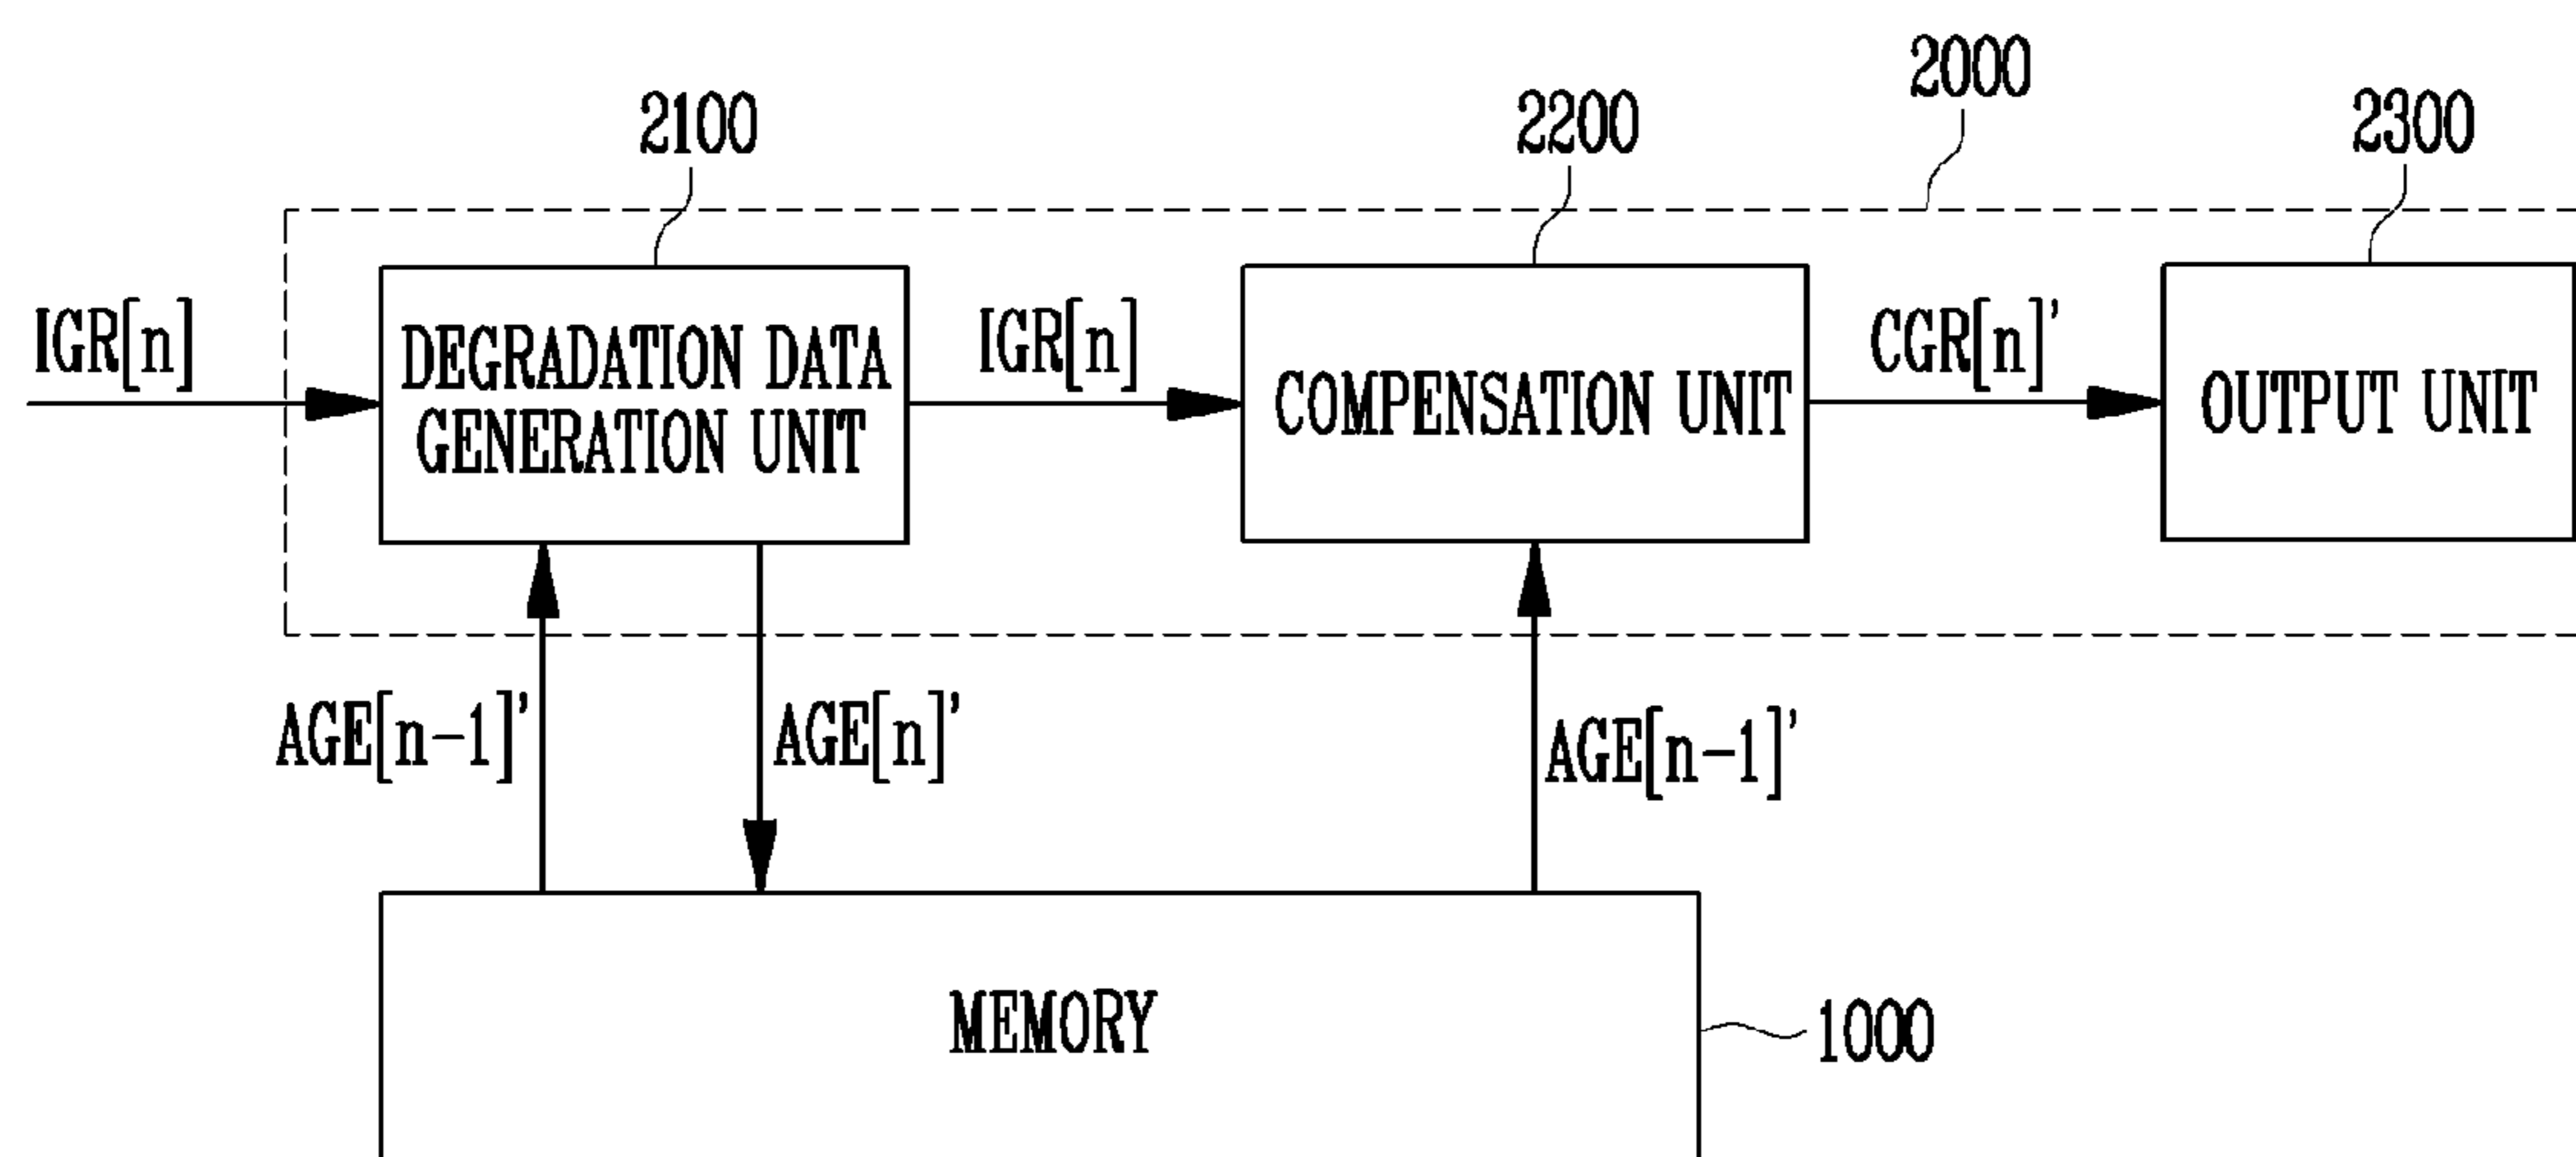 2000
2100
2200
2300
IGR[n]
DEGRADATION DATA
GENERATION UNIT
IGR[n]
COMPENSATION UNIT
CGR[n]'
OUTPUT UNIT
AGE[n-1]'
AGE[n]'
AGE[n-1]'
MEMORY
1000